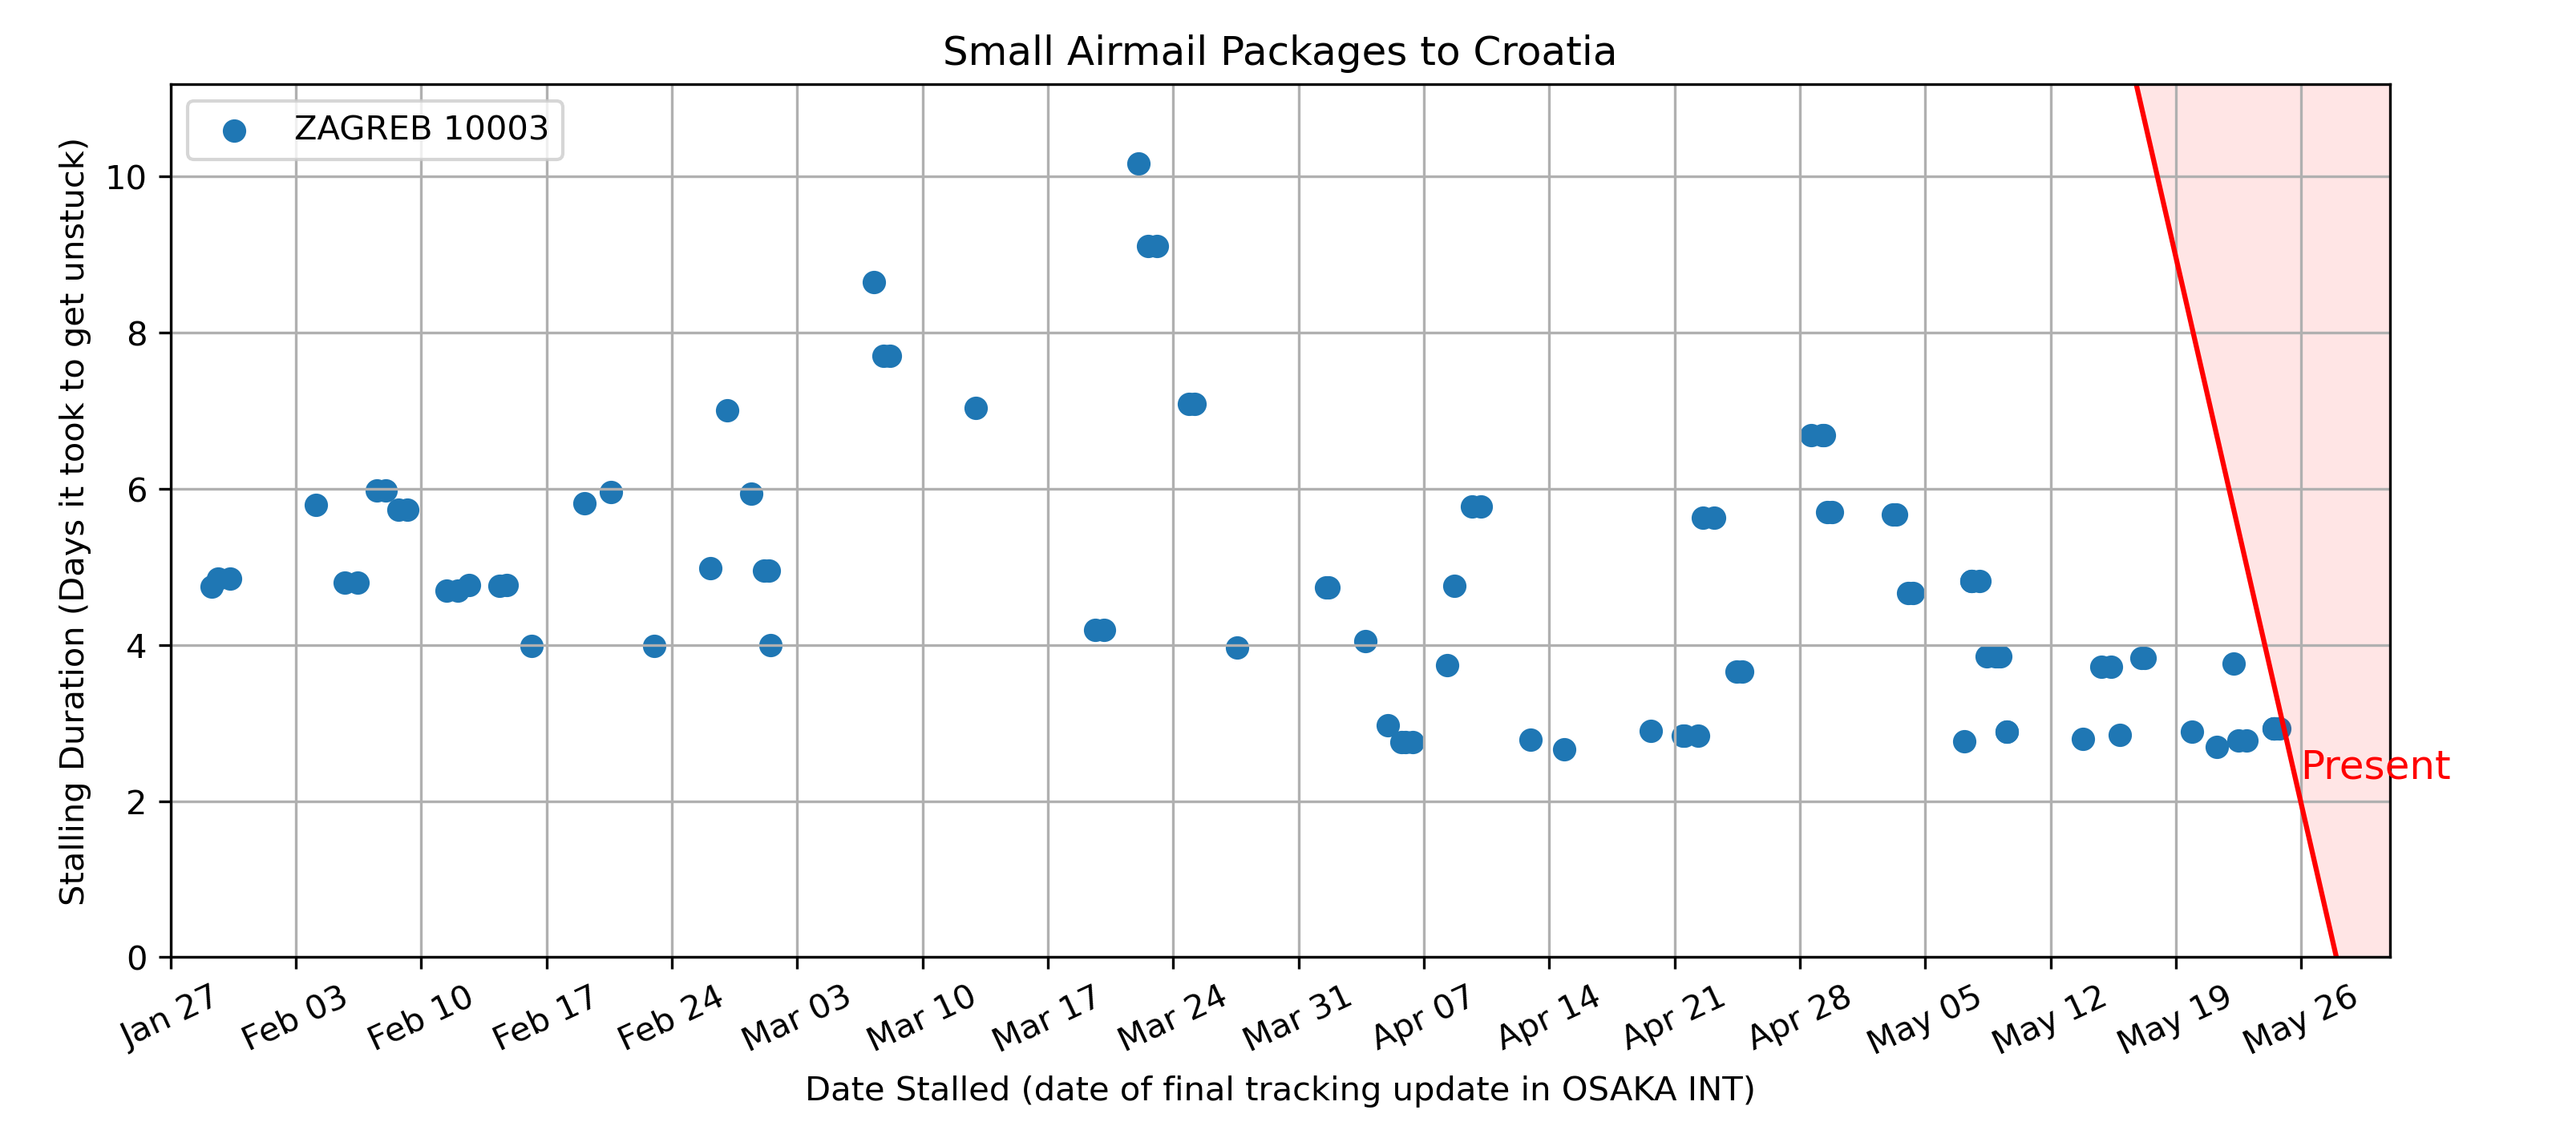 Small Airmail Packages to Croatia
ZAGREB 10003
Stalling Duration (Days it took to get unstuck)
10
8
6
4
2
0
Present
Jan 27
Feb 03
Feb 10
Feb 17
Feb 24
Mar 03
Mar 10
Mar 17
Mar 24
Mar 31
Apr 07
Apr 14
Apr 21
Apr 28
May 05
May 12
May 19
May 26
Date Stalled (date of final tracking update in OSAKA INT)